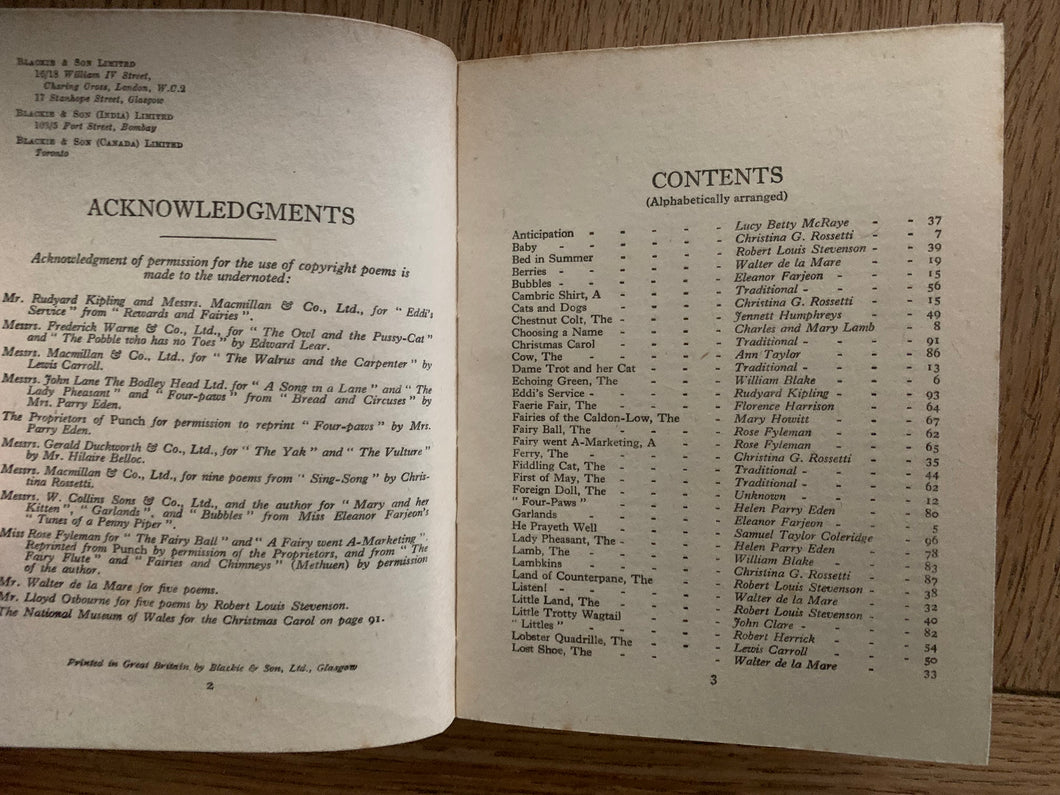 BLACKIE & SON LIMITED
16/18 William IV Street,
Charing Cross, London, W.C.2
17 Stanhope Street, Glasgow
BLACKIE & SON (INDIA) LIMITED
103/5 Fort Street, Bombay
BLACKIE & SON (CANADA) LIMITED
Toronto
ACKNOWLEDGMENTS
Acknowledgment of permission for the use of copyright poems is
made to the undernoted:
Mr. Rudyard Kipling and Messrs. Macmillan & Co., Ltd., for "Eddi's
Service" from "Rewards and Fairies".
Messrs. Frederick Warne & Co., Ltd., for "The Owl and the Pussy-Cat"
and "The Pobble who has no Toes" by Edward Lear.
Messrs. Macmillan & Co., Ltd., for "The Walrus and the Carpenter" by
Lewis Carroll.
Messrs. John Lane The Bodley Head Ltd. for "A Song in a Lane" and "The
Lady Pheasant" and "Four-paws" from "Bread and Circuses" by
Mrs. Parry Eden.
The Proprietors of Punch for permission to reprint "Four-paws" by Mrs.
Parry Eden.
Messrs. Gerald Duckworth & Co., Ltd., for "The Yak" and "The Vulture"
by Mr. Hilaire Belloc.
Messrs. Macmillan & Co., Ltd., for nine poems from "Sing-Song" by Chris-
tina Rossetti.
Messrs. W. Collins Sons & Co., Ltd., and the author for "Mary and her
Kitten", "Garlands", and "Bubbles" from Miss Eleanor Farjeon's
"Tunes of a Penny Piper".
Miss Rose Fyleman for "The Fairy Ball" and "A Fairy went A-Marketing".
Reprinted from Punch by permission of the Proprietors, and from "The
Fairy Flute" and "Fairies and Chimneys" (Methuen) by permission
of the author.
Mr. Walter de la Mare for five poems.
Mr. Lloyd Osbourne for five poems by Robert Louis Stevenson.
The National Museum of Wales for the Christmas Carol on page 91.
Printed in Great Britain by Blackie & Son, Ltd., Glasgow
2
CONTENTS
(Alphabetically arranged)
Anticipation - - - - Lucy Betty McRaye - - 37
Baby - - - - - Christina G. Rossetti - 7
Bed in Summer - - - Robert Louis Stevenson - 39
Berries - - - - - Walter de la Mare - - 19
Bubbles - - - - - Eleanor Farjeon - - 15
Cambric Shirt, A - - - Traditional - - - 56
Cats and Dogs - - - Christina G. Rossetti - 15
Chestnut Colt, The - - - Jennett Humphreys - - 49
Choosing a Name - - - Charles and Mary Lamb - 8
Christmas Carol - - - Traditional - - - 91
Cow, The - - - - Ann Taylor - - - 86
Dame Trot and her Cat - - Traditional - - - 13
Echoing Green, The - - - William Blake - - 6
Eddi's Service - - - - Rudyard Kipling - - 93
Faerie Fair, The - - - Florence Harrison - - 64
Fairies of the Caldon-Low, The - Mary Howitt - - 67
Fairy Ball, The - - - - Rose Fyleman - - 62
Fairy went A-Marketing, A - - Rose Fyleman - - 65
Ferry, The - - - - Christina G. Rossetti - 35
Fiddling Cat, The - - - Traditional - - - 44
First of May, The - - - Traditional - - - 62
Foreign Doll, The - - - Unknown - - - 12
"Four-Paws" - - - - Helen Parry Eden - - 80
Garlands - - - - Eleanor Farjeon - - 5
He Prayeth Well - - - Samuel Taylor Coleridge - 96
Lady Pheasant, The - - - Helen Parry Eden - - 78
Lamb, The - - - - William Blake - - 83
Lambkins - - - - Christina G. Rossetti - 87
Land of Counterpane, The - - Robert Louis Stevenson - 38
Listen! - - - - Walter de la Mare - - 32
Little Land, The - - - Robert Louis Stevenson - 40
Little Trotty Wagtail - - - John Clare - - - 82
"Littles" - - - - Robert Herrick - - 54
Lobster Quadrille, The - - Lewis Carroll - - 50
Lost Shoe, The - - - Walter de la Mare - - 33
3